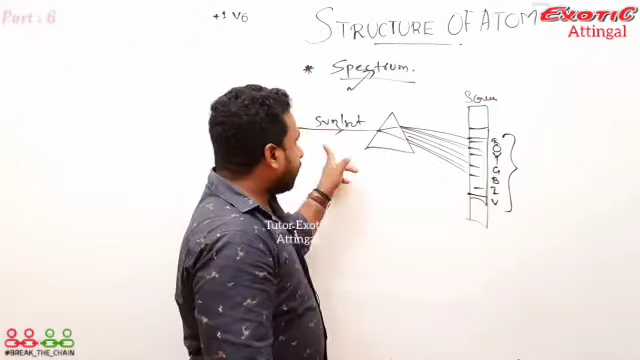 Part : 6
+1 V6
STRUCTURE OF ATOM
EXOTIC
Attingal
* Spectrum.
Sunlight
Screen
R
O
Y
G
B
I
V
Tutor Exotic
Attingal
#BREAK_THE_CHAIN